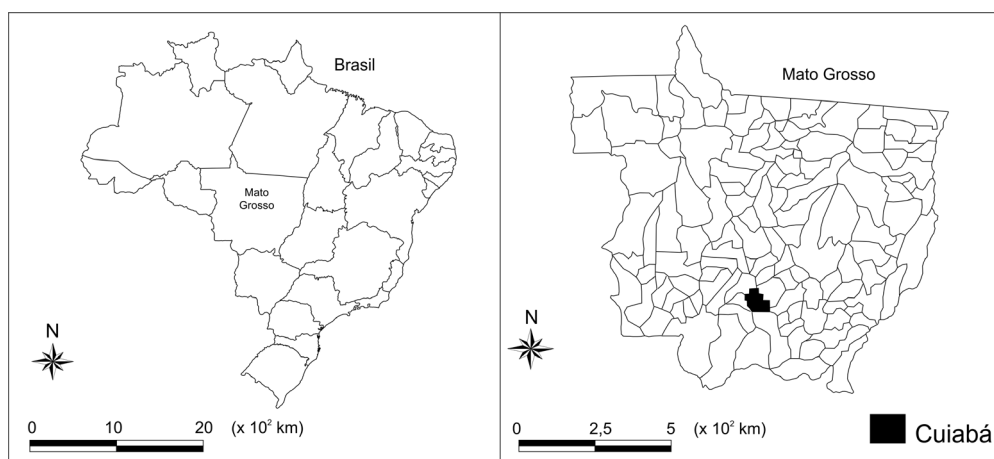 Brasil
Mato
Grosso
N
0 10 20 (x 10² km)
Mato Grosso
N
0 2,5 5 (x 10² km)
Cuiabá